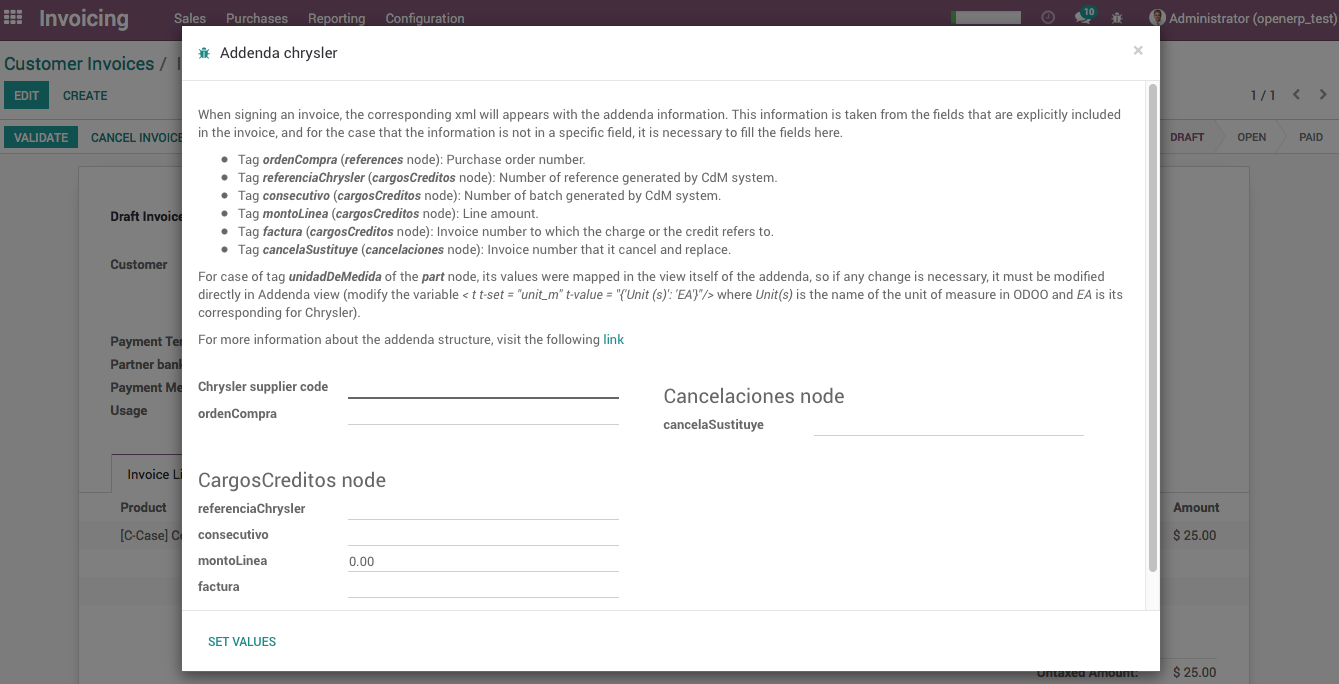 Invoicing Sales Purchases Reporting Configuration 10 Administrator (openerp_test)
Addenda chrysler ×
Customer Invoices / I
EDIT CREATE 1 / 1
VALIDATE CANCEL INVOICE DRAFT OPEN PAID
When signing an invoice, the corresponding xml will appears with the addenda information. This information is taken from the fields that are explicitly included
in the invoice, and for the case that the information is not in a specific field, it is necessary to fill the fields here.
• Tag ordenCompra (references node): Purchase order number.
• Tag referenciaChrysler (cargosCreditos node): Number of reference generated by CdM system.
• Tag consecutivo (cargosCreditos node): Number of batch generated by CdM system.
• Tag montoLinea (cargosCreditos node): Line amount.
• Tag factura (cargosCreditos node): Invoice number to which the charge or the credit refers to.
• Tag cancelaSustituye (cancelaciones node): Invoice number that it cancel and replace.
For case of tag unidadDeMedida of the part node, its values were mapped in the view itself of the addenda, so if any change is necessary, it must be modified
directly in Addenda view (modify the variable < t t-set = "unit_m" t-value = "{'Unit (s)': 'EA'}"/> where Unit(s) is the name of the unit of measure in ODOO and EA is its
corresponding for Chrysler).
For more information about the addenda structure, visit the following link
Chrysler supplier code
ordenCompra
Cancelaciones node
cancelaSustituye
CargosCreditos node
referenciaChrysler
consecutivo
montoLinea 0.00
factura
SET VALUES
Draft Invoice
Customer
Payment Te
Partner bank
Payment Me
Usage
Invoice Li
Product Amount
[C-Case] C $ 25.00
Untaxed Amount: $ 25.00